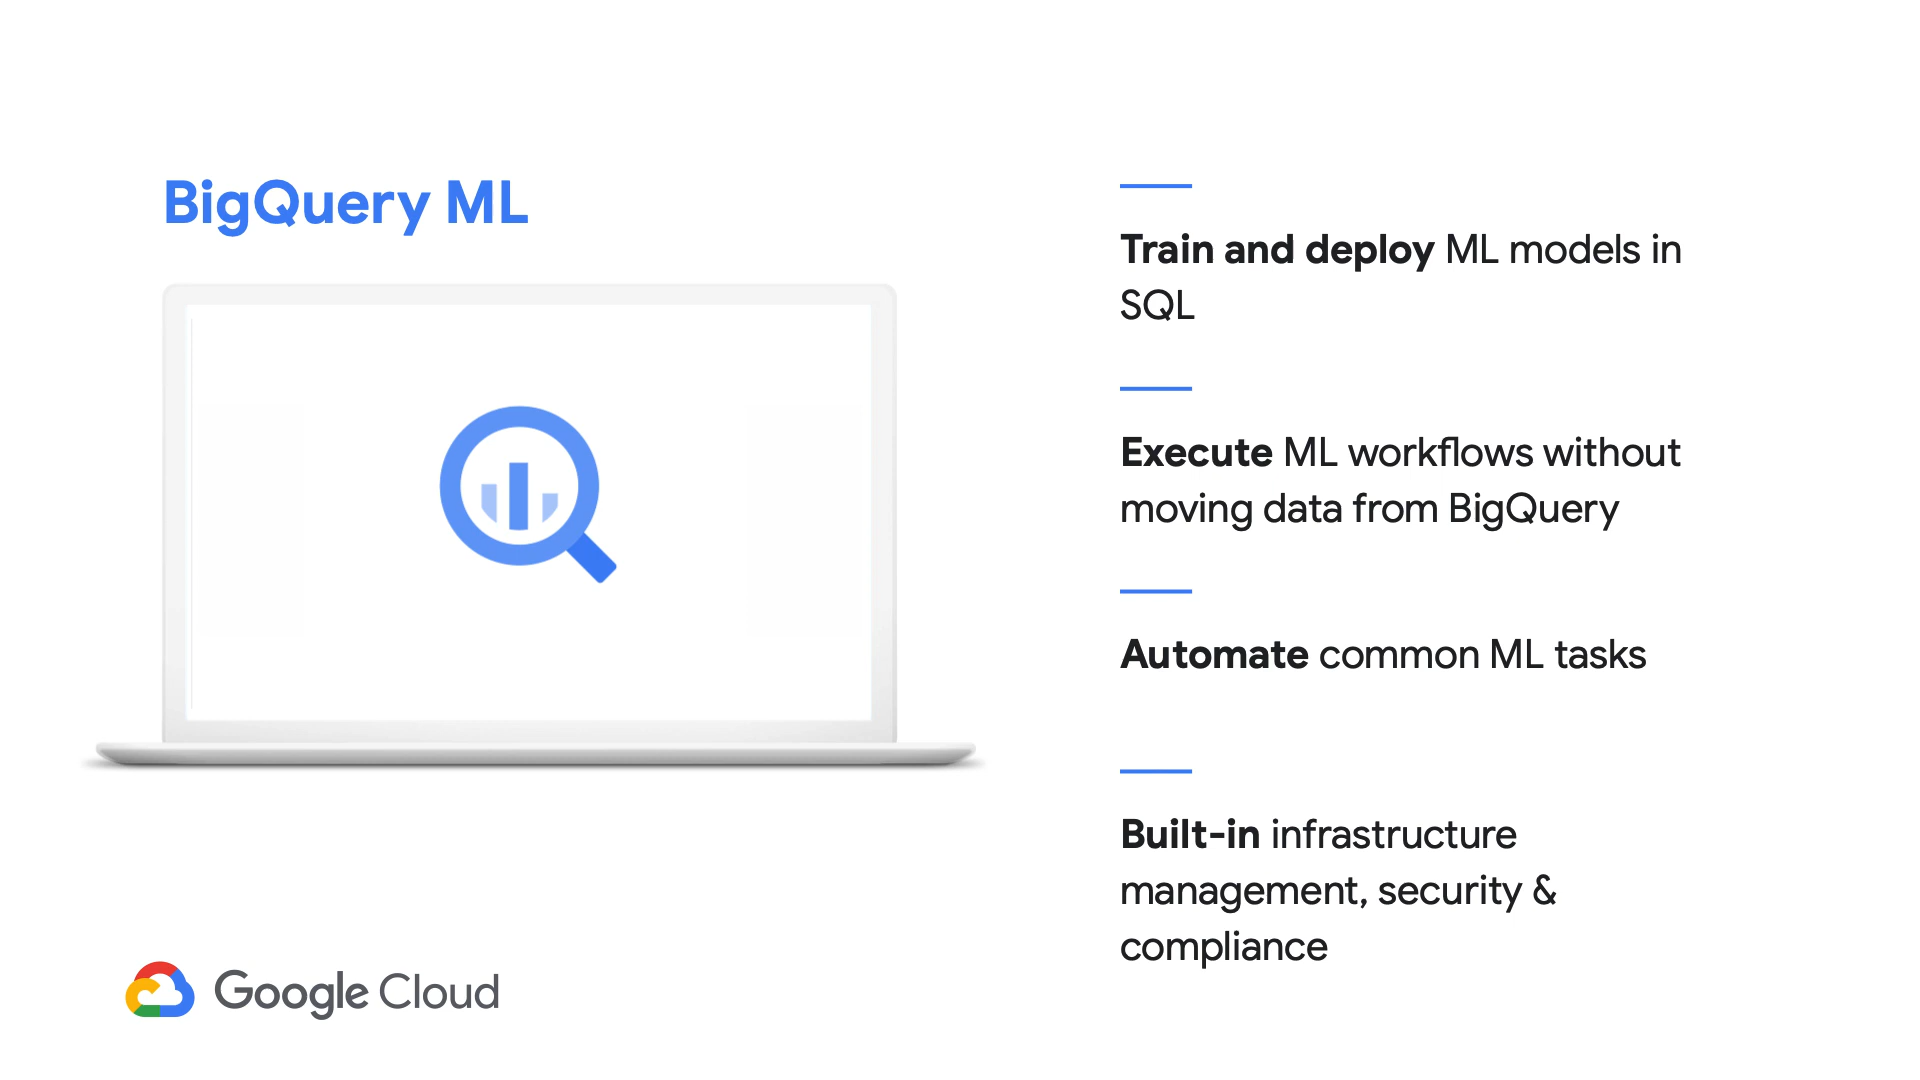 BigQuery ML
Train and deploy ML models in
SQL
Execute ML workflows without
moving data from BigQuery
Automate common ML tasks
Built-in infrastructure
management, security &
compliance
Google Cloud